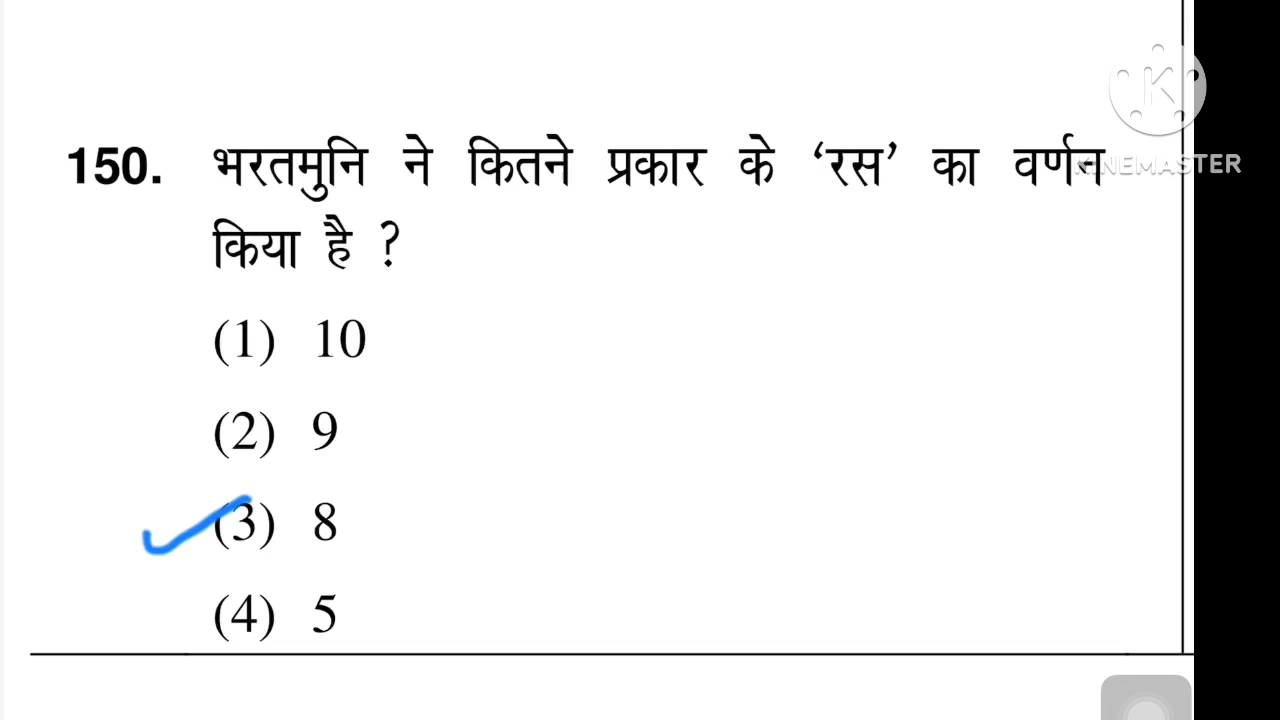 150. भरतमुनि ने कितने प्रकार के ‘रस’ का वर्णन
किया है ?
(1) 10
(2) 9
(3) 8
(4) 5
K
KINEMASTER